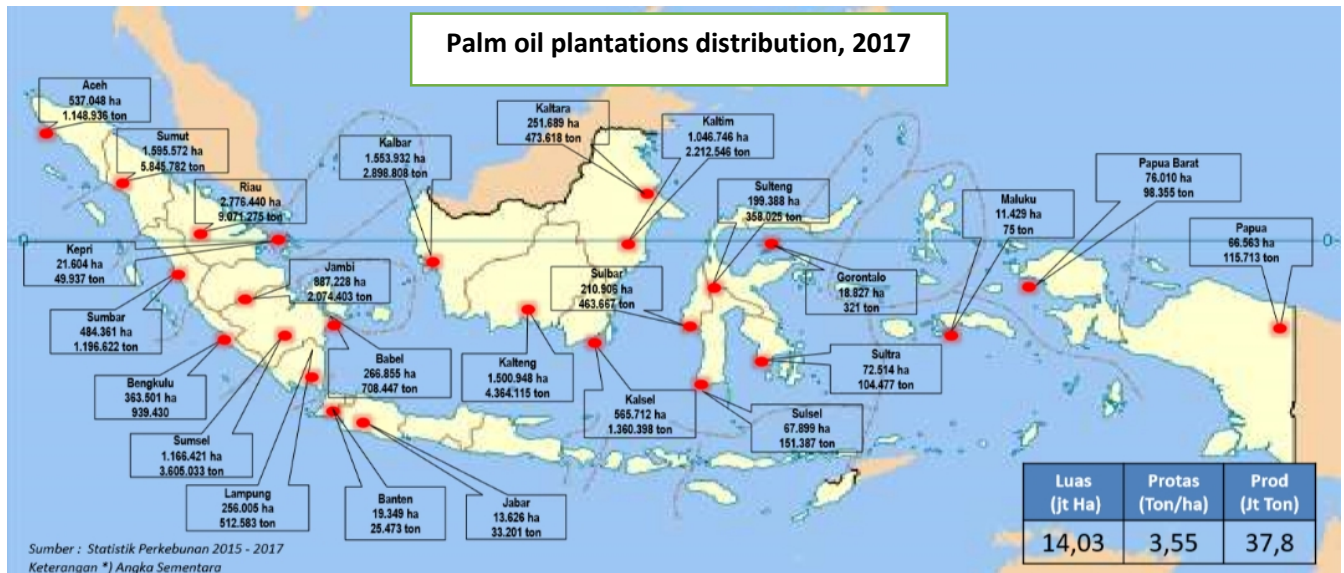 Palm oil plantations distribution, 2017
Aceh
537.048 ha
1.148.936 ton
Sumut
1.595.572 ha
5.845.782 ton
Riau
2.776.440 ha
9.071.275 ton
Kepri
21.604 ha
49.937 ton
Sumbar
484.361 ha
1.196.622 ton
Bengkulu
363.501 ha
939.430
Sumsel
1.166.421 ha
3.605.033 ton
Lampung
256.005 ha
512.583 ton
Jambi
887.228 ha
2.074.403 ton
Babel
266.855 ha
708.447 ton
Banten
19.349 ha
25.473 ton
Jabar
13.626 ha
33.201 ton
Kalbar
1.553.932 ha
2.898.808 ton
Kalteng
1.500.948 ha
4.364.115 ton
Kalsel
565.712 ha
1.360.398 ton
Kaltara
251.689 ha
473.618 ton
Kaltim
1.046.746 ha
2.212.546 ton
Sulteng
199.388 ha
358.025 ton
Sulbar
210.906 ha
463.667 ton
Gorontalo
18.827 ha
321 ton
Sultra
72.514 ha
104.477 ton
Sulsel
67.899 ha
151.387 ton
Maluku
11.429 ha
75 ton
Papua Barat
76.010 ha
98.355 ton
Papua
66.563 ha
115.713 ton
Luas (jt Ha)
Protas (Ton/ha)
Prod (Jt Ton)
14,03
3,55
37,8
Sumber : Statistik Perkebunan 2015 - 2017
Keterangan *) Angka Sementara